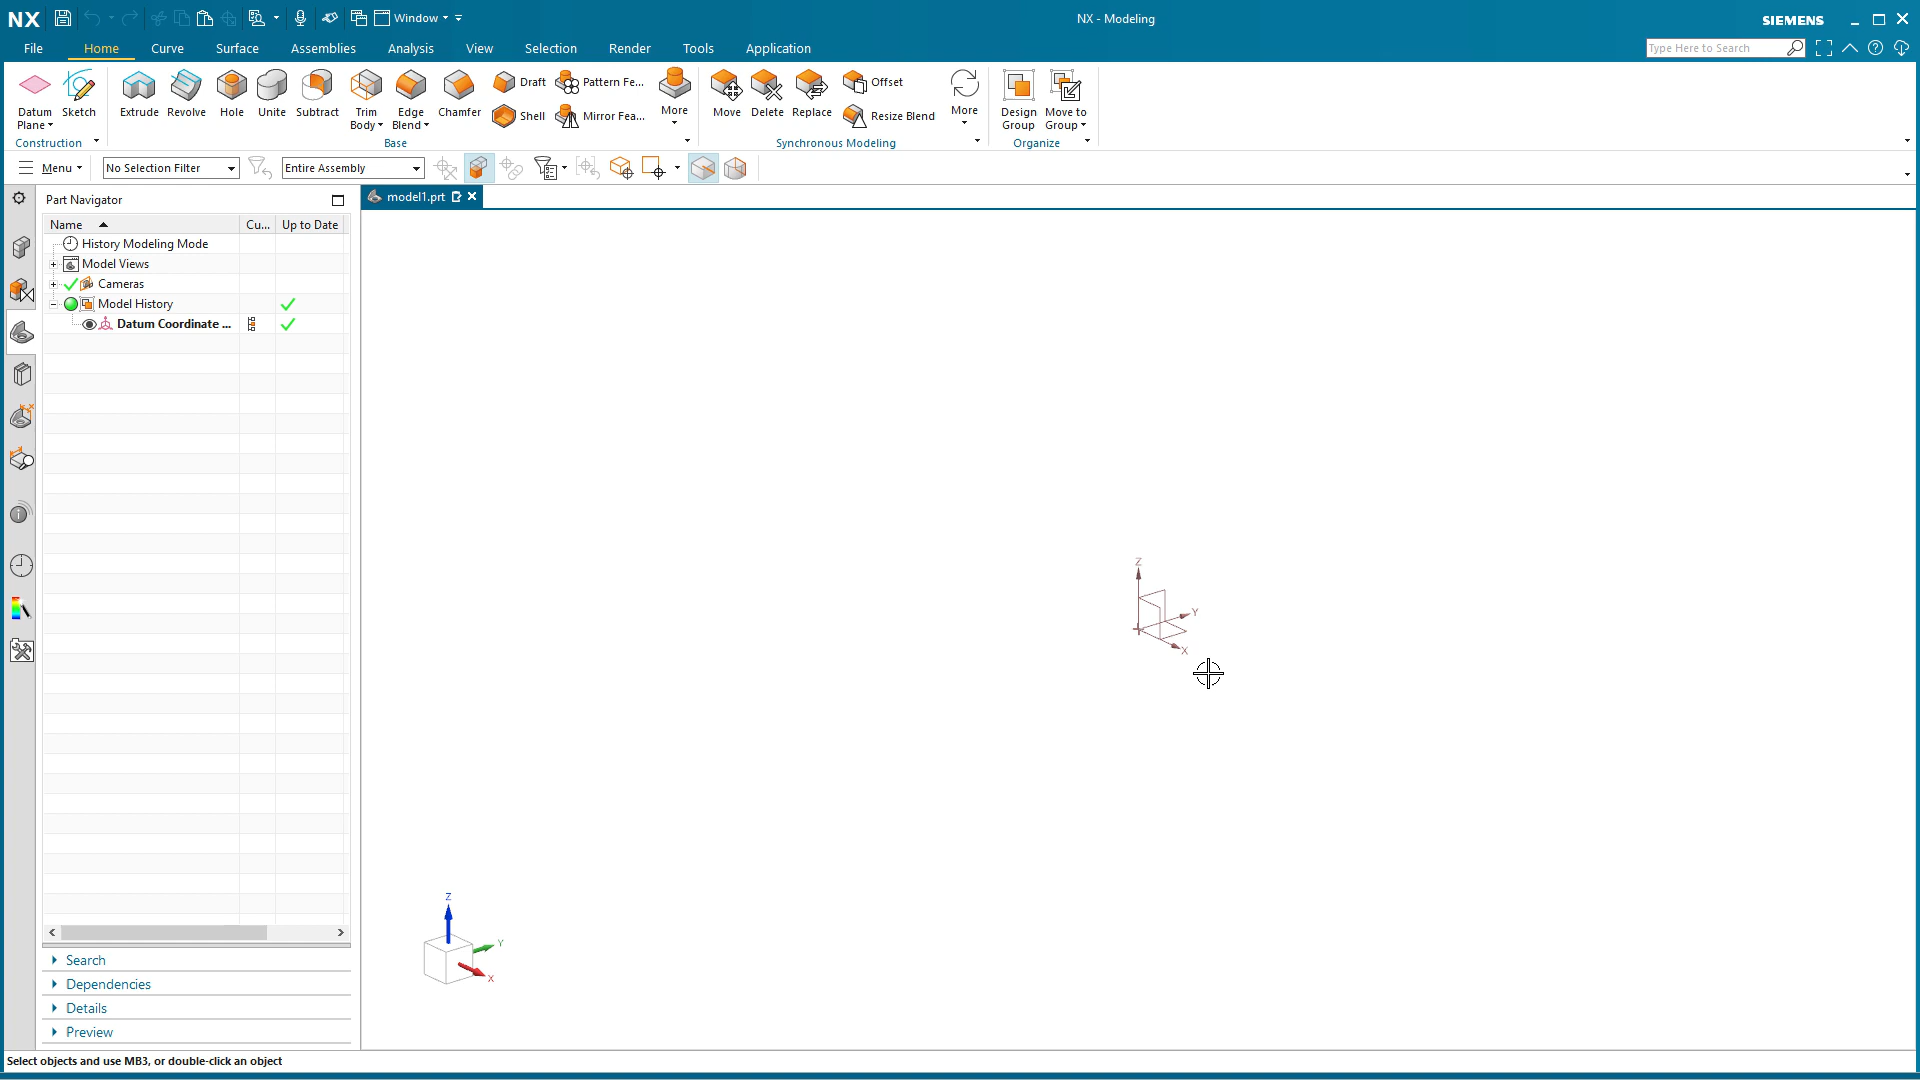 NX
Window
NX - Modeling
SIEMENS
File
Home
Curve
Surface
Assemblies
Analysis
View
Selection
Render
Tools
Application
Type Here to Search
Datum
Plane
Sketch
Extrude
Revolve
Hole
Unite
Subtract
Trim
Body
Edge
Blend
Chamfer
Draft
Shell
Pattern Fe...
Mirror Fea...
More
Move
Delete
Replace
Offset
Resize Blend
More
Design
Group
Move to
Group
Construction
Base
Synchronous Modeling
Organize
Menu
No Selection Filter
Entire Assembly
Part Navigator
model1.prt
Name
Cu...
Up to Date
History Modeling Mode
Model Views
Cameras
Model History
Datum Coordinate ...
Z
Y
X
Z
Y
X
Search
Dependencies
Details
Preview
Select objects and use MB3, or double-click an object